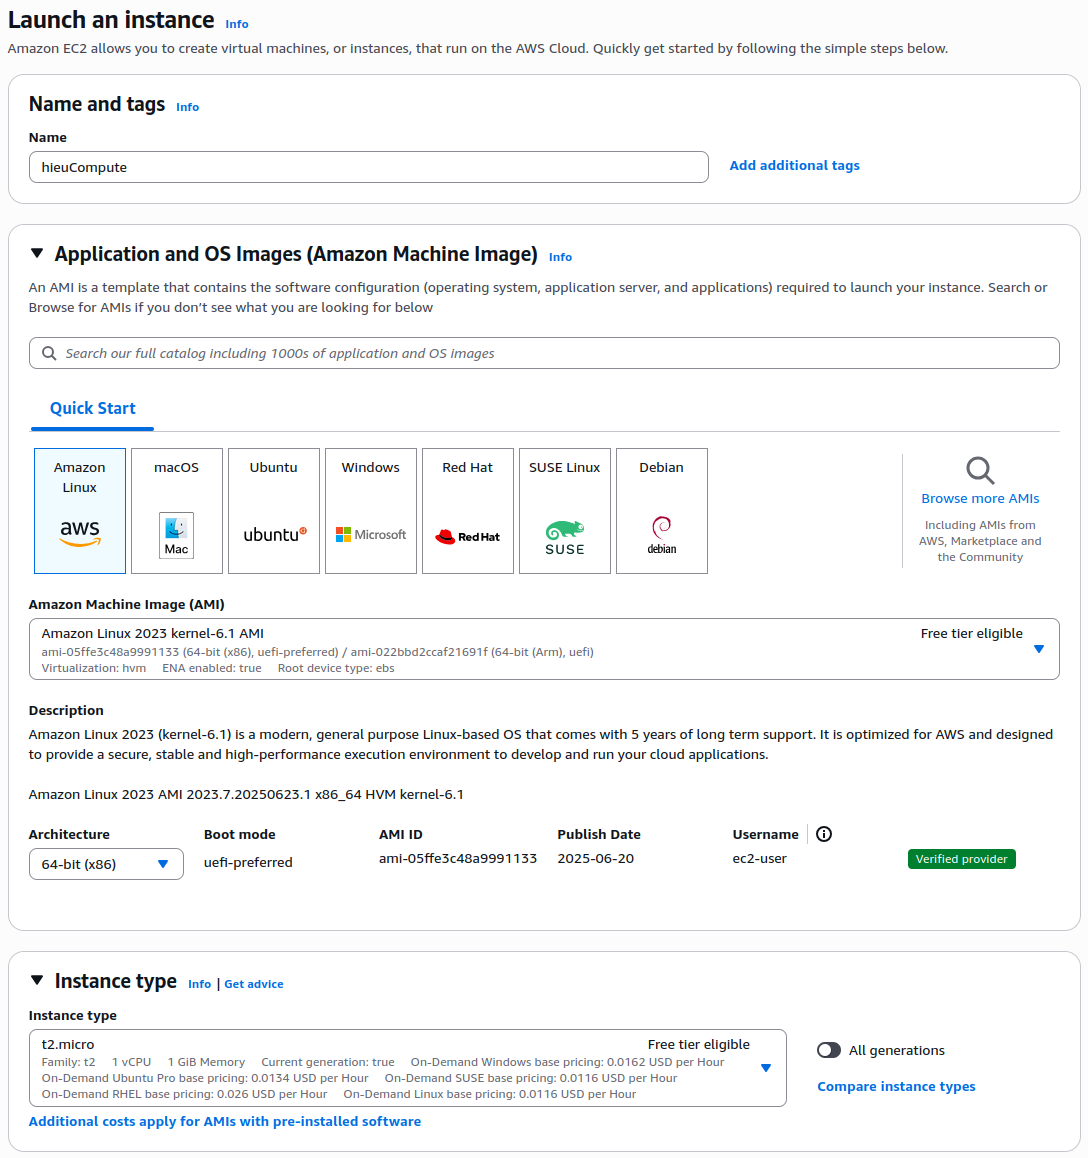 Launch an instance Info
Amazon EC2 allows you to create virtual machines, or instances, that run on the AWS Cloud. Quickly get started by following the simple steps below.
Name and tags Info
Name
hieuCompute
Add additional tags
Application and OS Images (Amazon Machine Image) Info
An AMI is a template that contains the software configuration (operating system, application server, and applications) required to launch your instance. Search or
Browse for AMIs if you don't see what you are looking for below
Search our full catalog including 1000s of application and OS images
Quick Start
Amazon
Linux
aws
macOS
Mac
Ubuntu
ubuntu
Windows
Microsoft
Red Hat
Red Hat
SUSE Linux
SUSE
Debian
debian
Browse more AMIs
Including AMIs from
AWS, Marketplace and
the Community
Amazon Machine Image (AMI)
Amazon Linux 2023 kernel-6.1 AMI
Free tier eligible
ami-05ffe3c48a9991133 (64-bit (x86), uefi-preferred) / ami-022bbd2ccaf21691f (64-bit (Arm), uefi)
Virtualization: hvm ENA enabled: true Root device type: ebs
Description
Amazon Linux 2023 (kernel-6.1) is a modern, general purpose Linux-based OS that comes with 5 years of long term support. It is optimized for AWS and designed
to provide a secure, stable and high-performance execution environment to develop and run your cloud applications.
Amazon Linux 2023 AMI 2023.7.20250623.1 x86_64 HVM kernel-6.1
Architecture
64-bit (x86)
Boot mode
uefi-preferred
AMI ID
ami-05ffe3c48a9991133
Publish Date
2025-06-20
Username
ec2-user
Verified provider
Instance type Info | Get advice
Instance type
t2.micro
Free tier eligible
Family: t2 1 vCPU 1 GiB Memory Current generation: true On-Demand Windows base pricing: 0.0162 USD per Hour
On-Demand Ubuntu Pro base pricing: 0.0134 USD per Hour On-Demand SUSE base pricing: 0.0116 USD per Hour
On-Demand RHEL base pricing: 0.026 USD per Hour On-Demand Linux base pricing: 0.0116 USD per Hour
All generations
Compare instance types
Additional costs apply for AMIs with pre-installed software